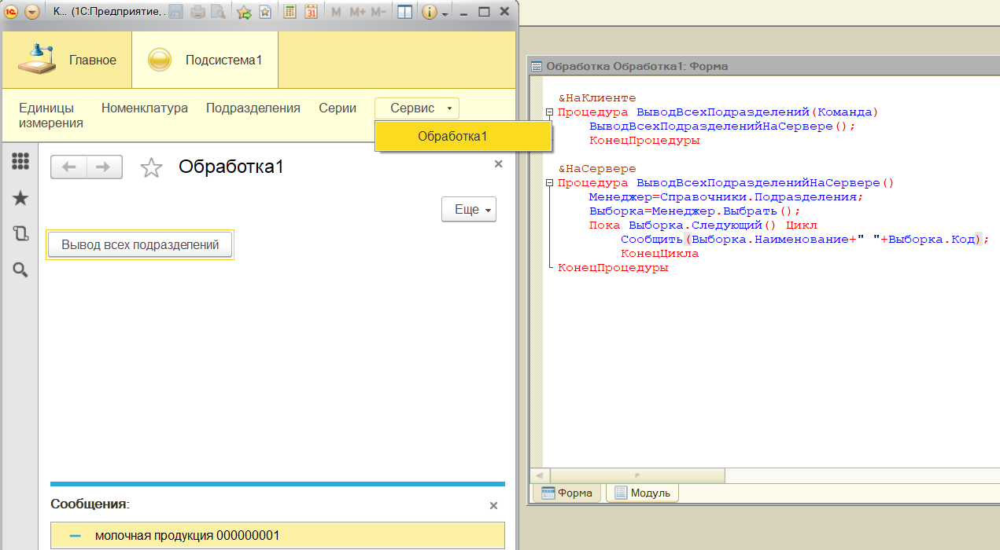 К... (1С:Предприятие, .
31
M M+ M-
Главное
Подсистема1
Единицы измерения
Номенклатура
Подразделения
Серии
Сервис
Обработка1
Обработка1
Еще
Вывод всех подразделений
Сообщения:
молочная продукция 000000001
Обработка Обработка1: Форма
&НаКлиенте
Процедура ВыводВсехПодразделений(Команда)
ВыводВсехПодразделенийНаСервере();
КонецПроцедуры
&НаСервере
Процедура ВыводВсехПодразделенийНаСервере()
Менеджер=Справочники.Подразделения;
Выборка=Менеджер.Выбрать();
Пока Выборка.Следующий() Цикл
Сообщить(Выборка.Наименование+" "+Выборка.Код);
КонецЦикла
КонецПроцедуры
Форма
Модуль